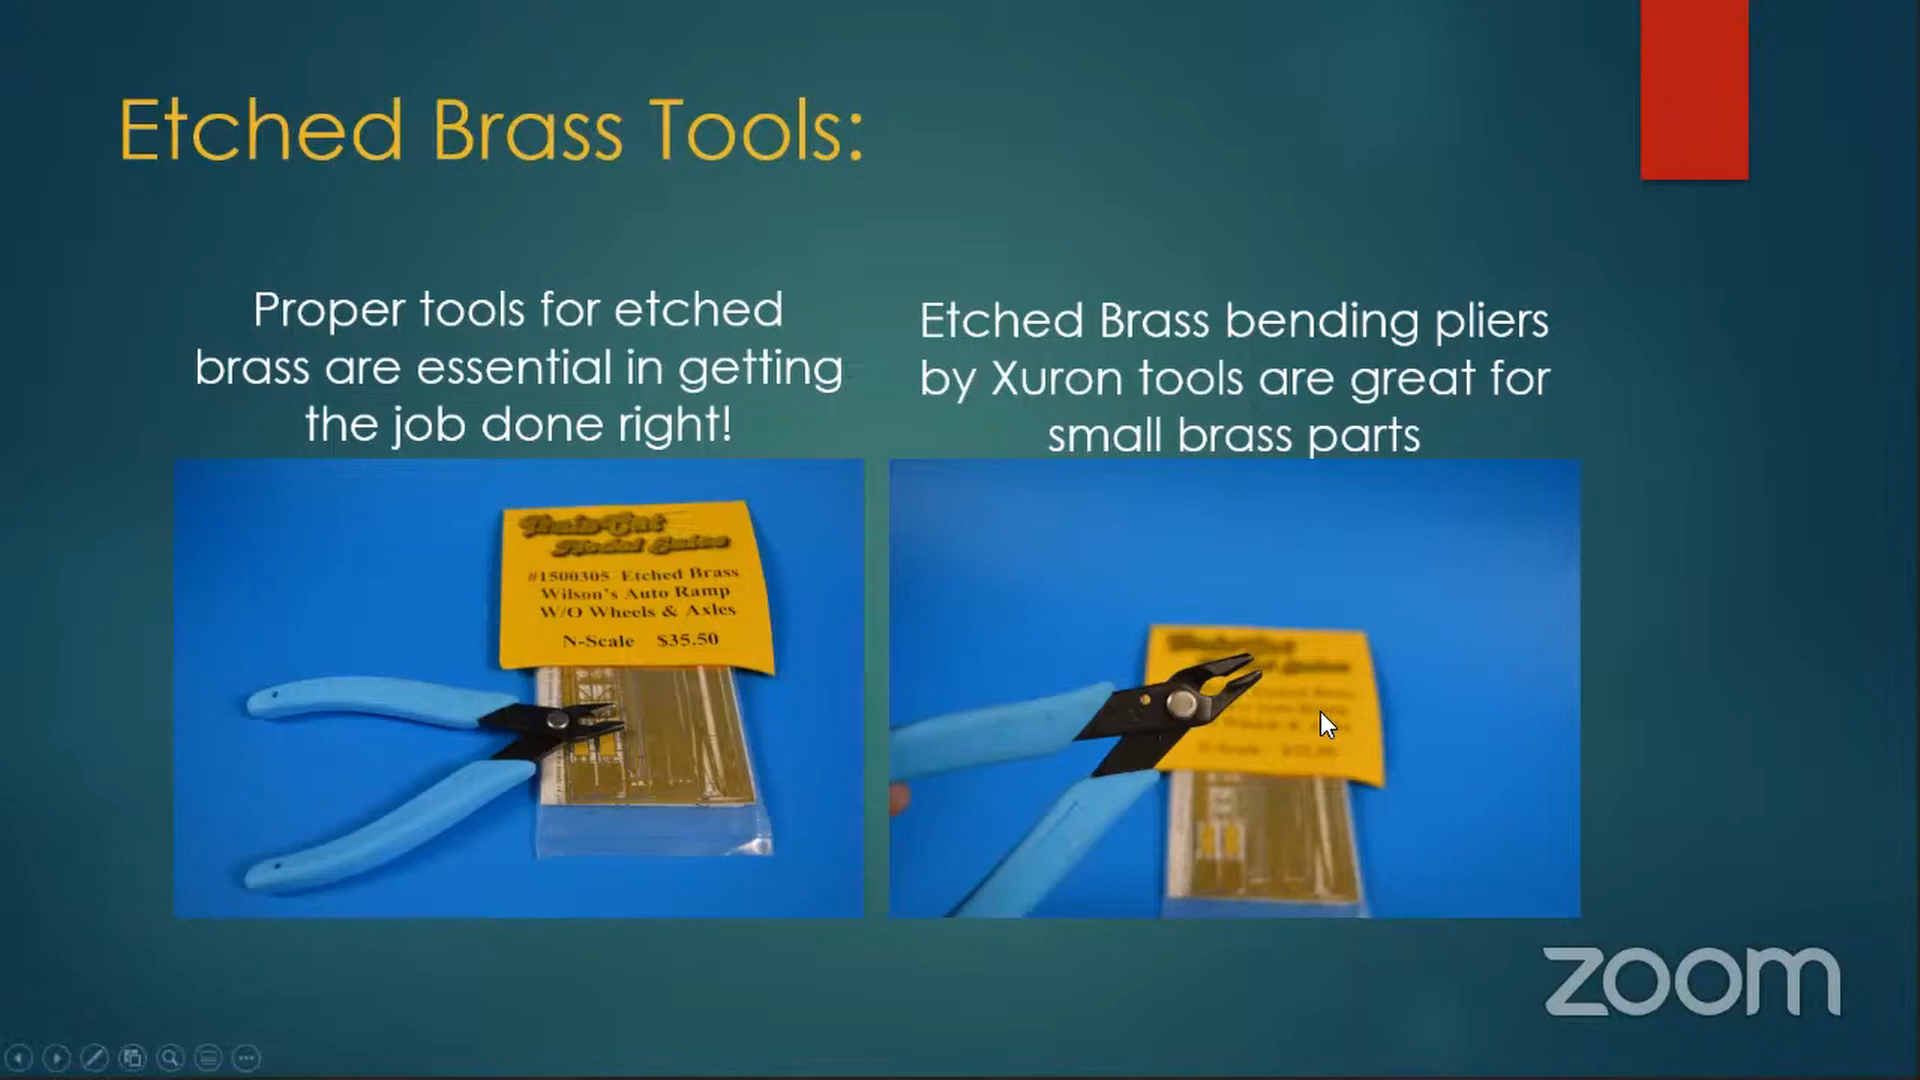 Etched Brass Tools:
Proper tools for etched
brass are essential in getting
the job done right!
Etched Brass bending pliers
by Xuron tools are great for
small brass parts
#1500305 Etched Brass
Wilson's Auto Ramp
W/O Wheels & Axles
N-Scale $35.50
zoom